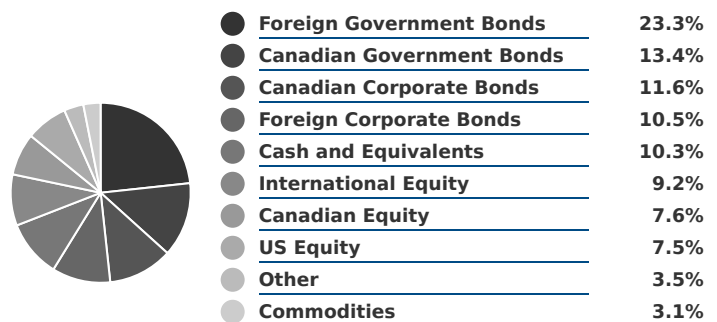 Foreign Government Bonds 23.3%
Canadian Government Bonds 13.4%
Canadian Corporate Bonds 11.6%
Foreign Corporate Bonds 10.5%
Cash and Equivalents 10.3%
International Equity 9.2%
Canadian Equity 7.6%
US Equity 7.5%
Other 3.5%
Commodities 3.1%